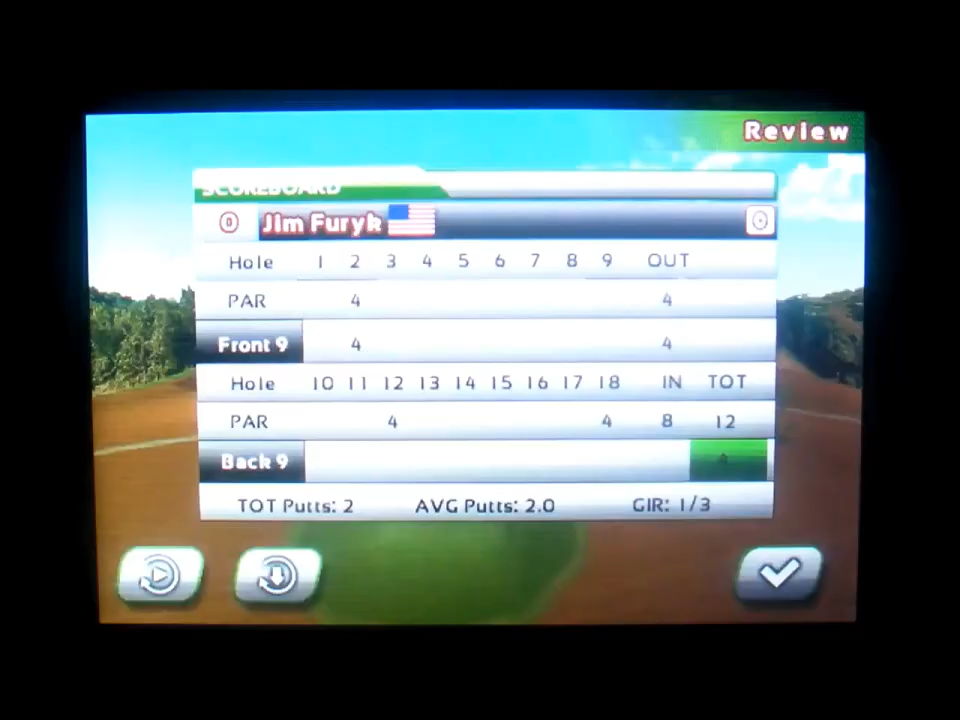 Review
SCOREBOARD
0 Jim Furyk
Hole 1 2 3 4 5 6 7 8 9 OUT
PAR 4 4
Front 9 4 4
Hole 10 11 12 13 14 15 16 17 18 IN TOT
PAR 4 4 8 12
Back 9 4
TOT Putts: 2 AVG Putts: 2.0 GIR: 1/3